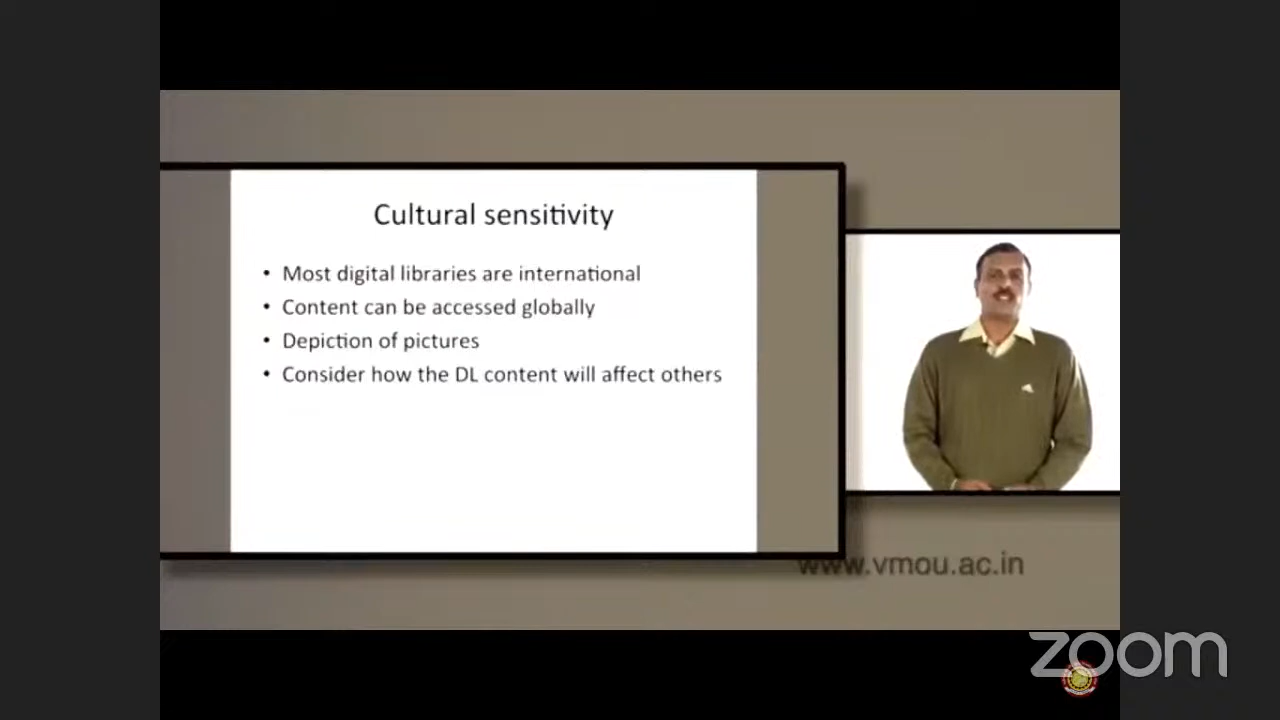 Cultural sensitivity
• Most digital libraries are international
• Content can be accessed globally
• Depiction of pictures
• Consider how the DL content will affect others
www.vmou.ac.in
zoom